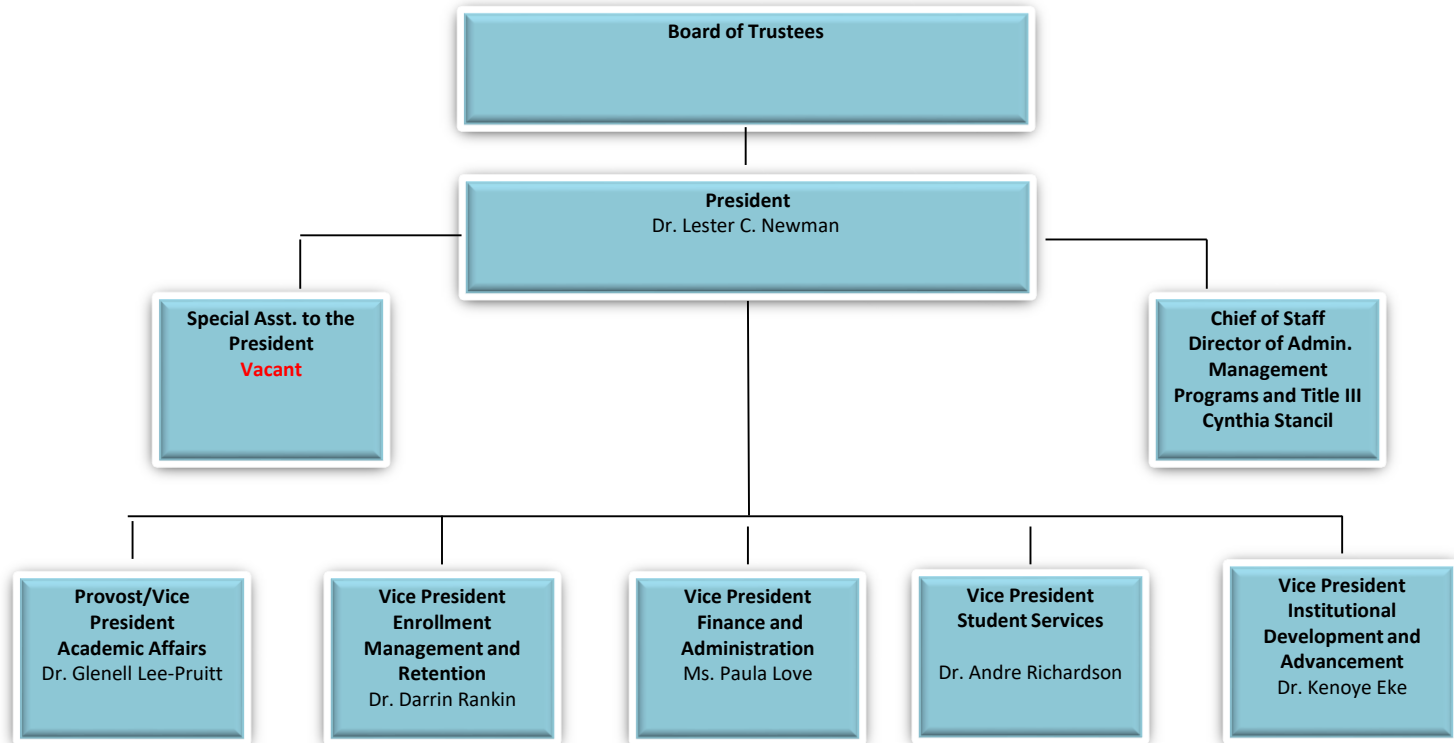 Board of Trustees
President
Dr. Lester C. Newman
Special Asst. to the
President
Vacant
Chief of Staff
Director of Admin.
Management
Programs and Title III
Cynthia Stancil
Provost/Vice
President
Academic Affairs
Dr. Glenell Lee-Pruitt
Vice President
Enrollment
Management and
Retention
Dr. Darrin Rankin
Vice President
Finance and
Administration
Ms. Paula Love
Vice President
Student Services
Dr. Andre Richardson
Vice President
Institutional
Development and
Advancement
Dr. Kenoye Eke